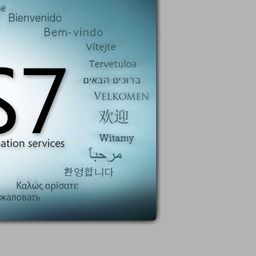 Bienvenido
Bem-vindo
Vítejte
Tervetuloa
ברוכים הבאים
VELKOMEN
S7
欢迎
Witamy
ation services
مرحباً
환영합니다
Καλώς ορίσατε
жаловать